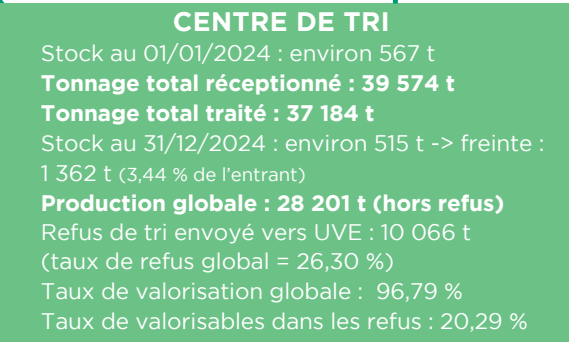 CENTRE DE TRI
Stock au 01/01/2024 : environ 567 t
Tonnage total réceptionné : 39 574 t
Tonnage total traité : 37 184 t
Stock au 31/12/2024 : environ 515 t -> freinte :
1 362 t (3,44 % de l'entrant)
Production globale : 28 201 t (hors refus)
Refus de tri envoyé vers UVE : 10 066 t
(taux de refus global = 26,30 %)
Taux de valorisation globale :  96,79 %
Taux de valorisables dans les refus : 20,29 %